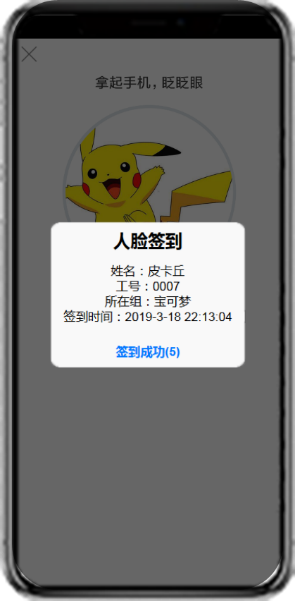 拿起手机，眨眨眼
人脸签到
姓名：皮卡丘
工号：0007
所在组：宝可梦
签到时间：2019-3-18 22:13:04
签到成功(5)